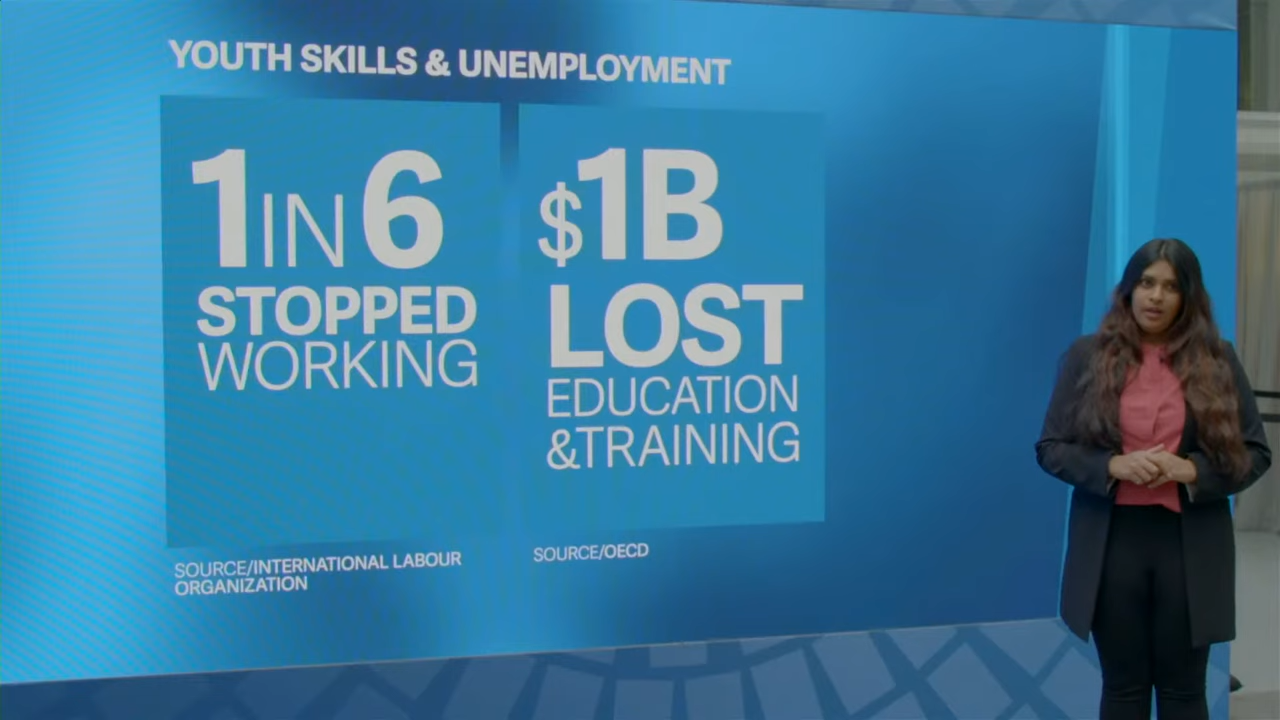 YOUTH SKILLS & UNEMPLOYMENT
1 IN 6
STOPPED
WORKING
SOURCE/INTERNATIONAL LABOUR
ORGANIZATION
$1B
LOST
EDUCATION
&TRAINING
SOURCE/OECD